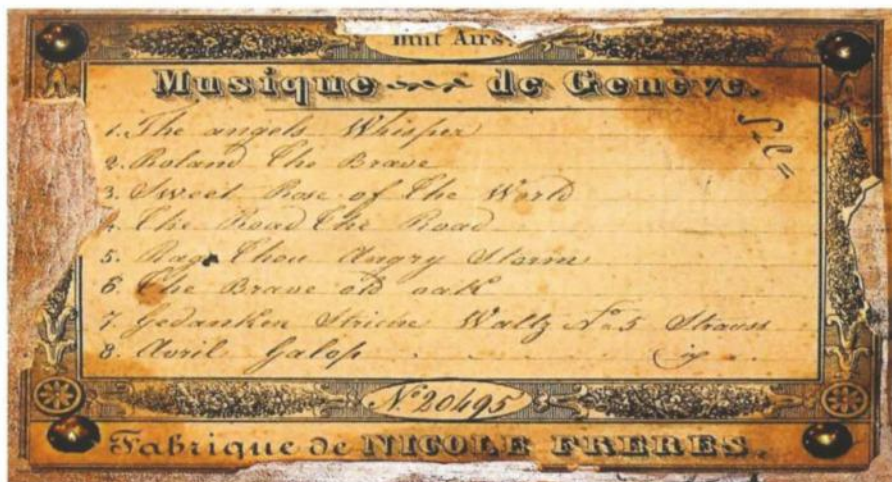 huit Airs.
Musique de Genève.
1. The angels Whisper
2. Roland the Brave
3. Sweet Rose of the World
4. The Road the Road
5. Rage thou Angry Storm
6. The Brave old oak
7. Gedanken Striche Waltz No 5 Strauss
8. Avril Galop
No 20495
Fabrique de NICOLE FRERES.